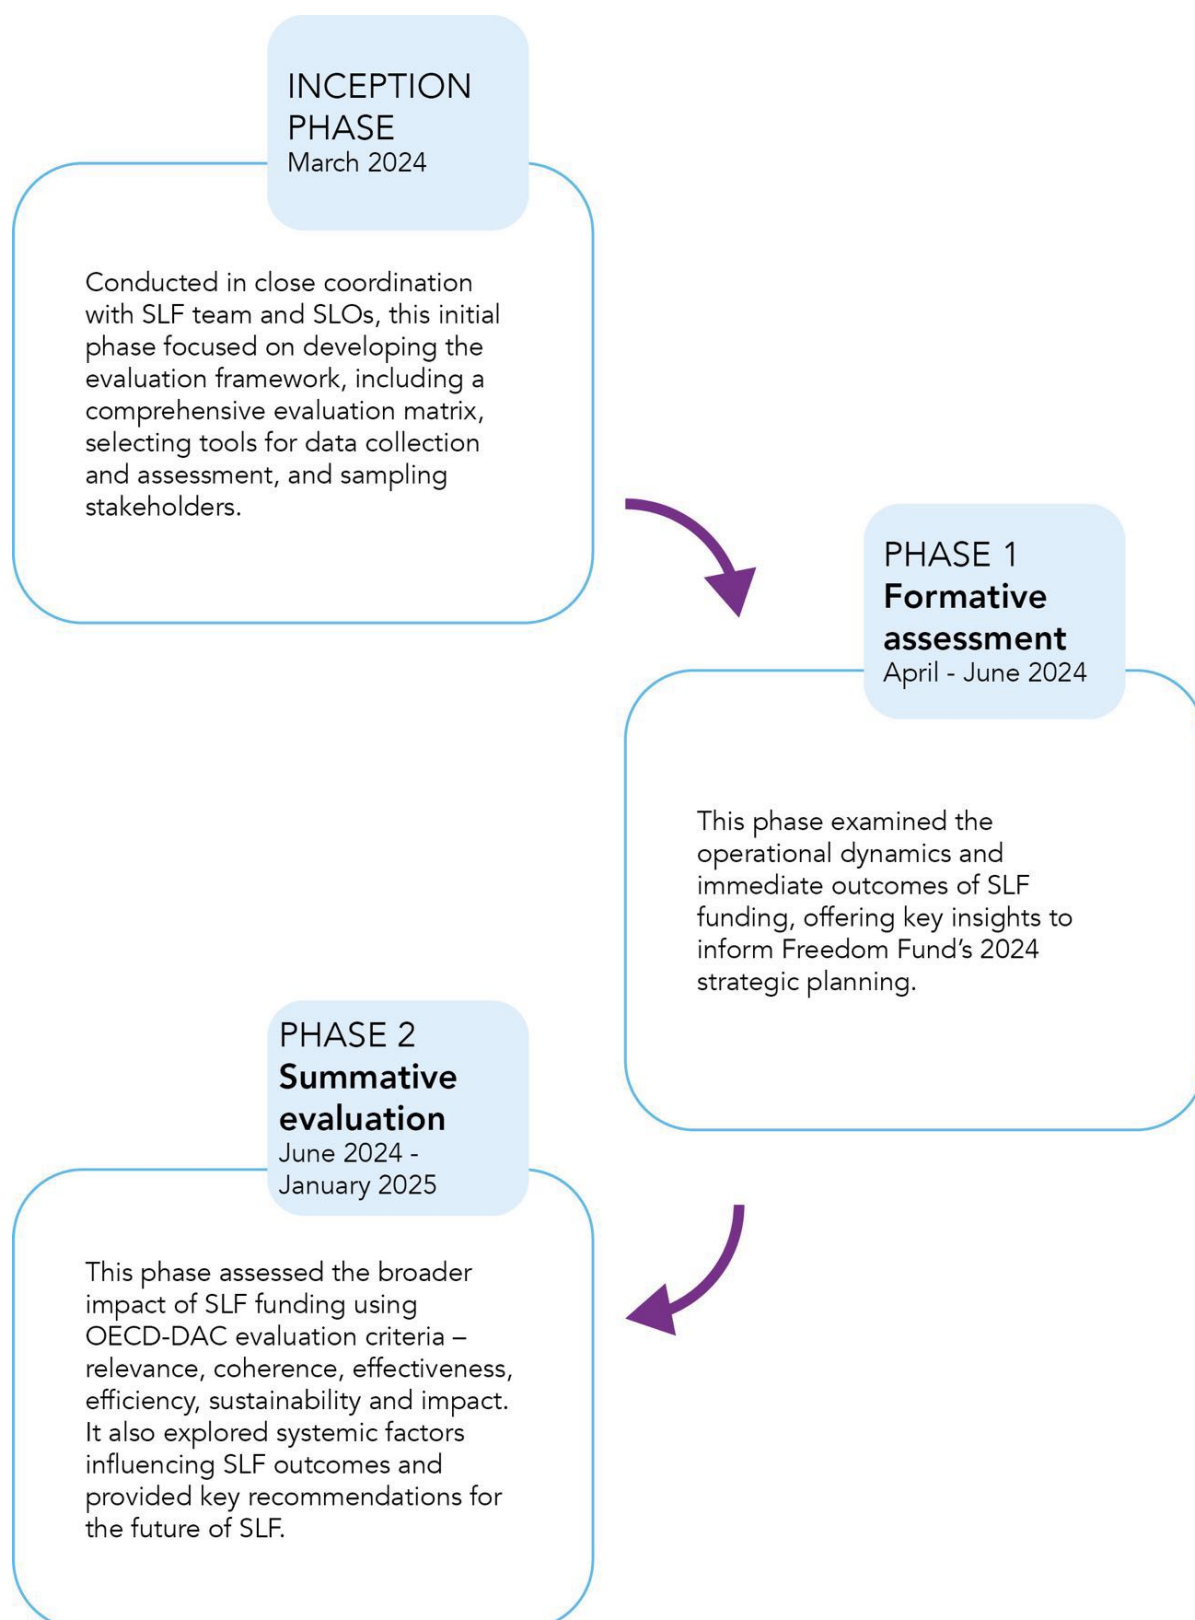 INCEPTION
PHASE
March 2024
Conducted in close coordination
with SLF team and SLOs, this initial
phase focused on developing the
evaluation framework, including a
comprehensive evaluation matrix,
selecting tools for data collection
and assessment, and sampling
stakeholders.
PHASE 1
Formative
assessment
April - June 2024
This phase examined the
operational dynamics and
immediate outcomes of SLF
funding, offering key insights to
inform Freedom Fund’s 2024
strategic planning.
PHASE 2
Summative
evaluation
June 2024 -
January 2025
This phase assessed the broader
impact of SLF funding using
OECD-DAC evaluation criteria –
relevance, coherence, effectiveness,
efficiency, sustainability and impact.
It also explored systemic factors
influencing SLF outcomes and
provided key recommendations for
the future of SLF.